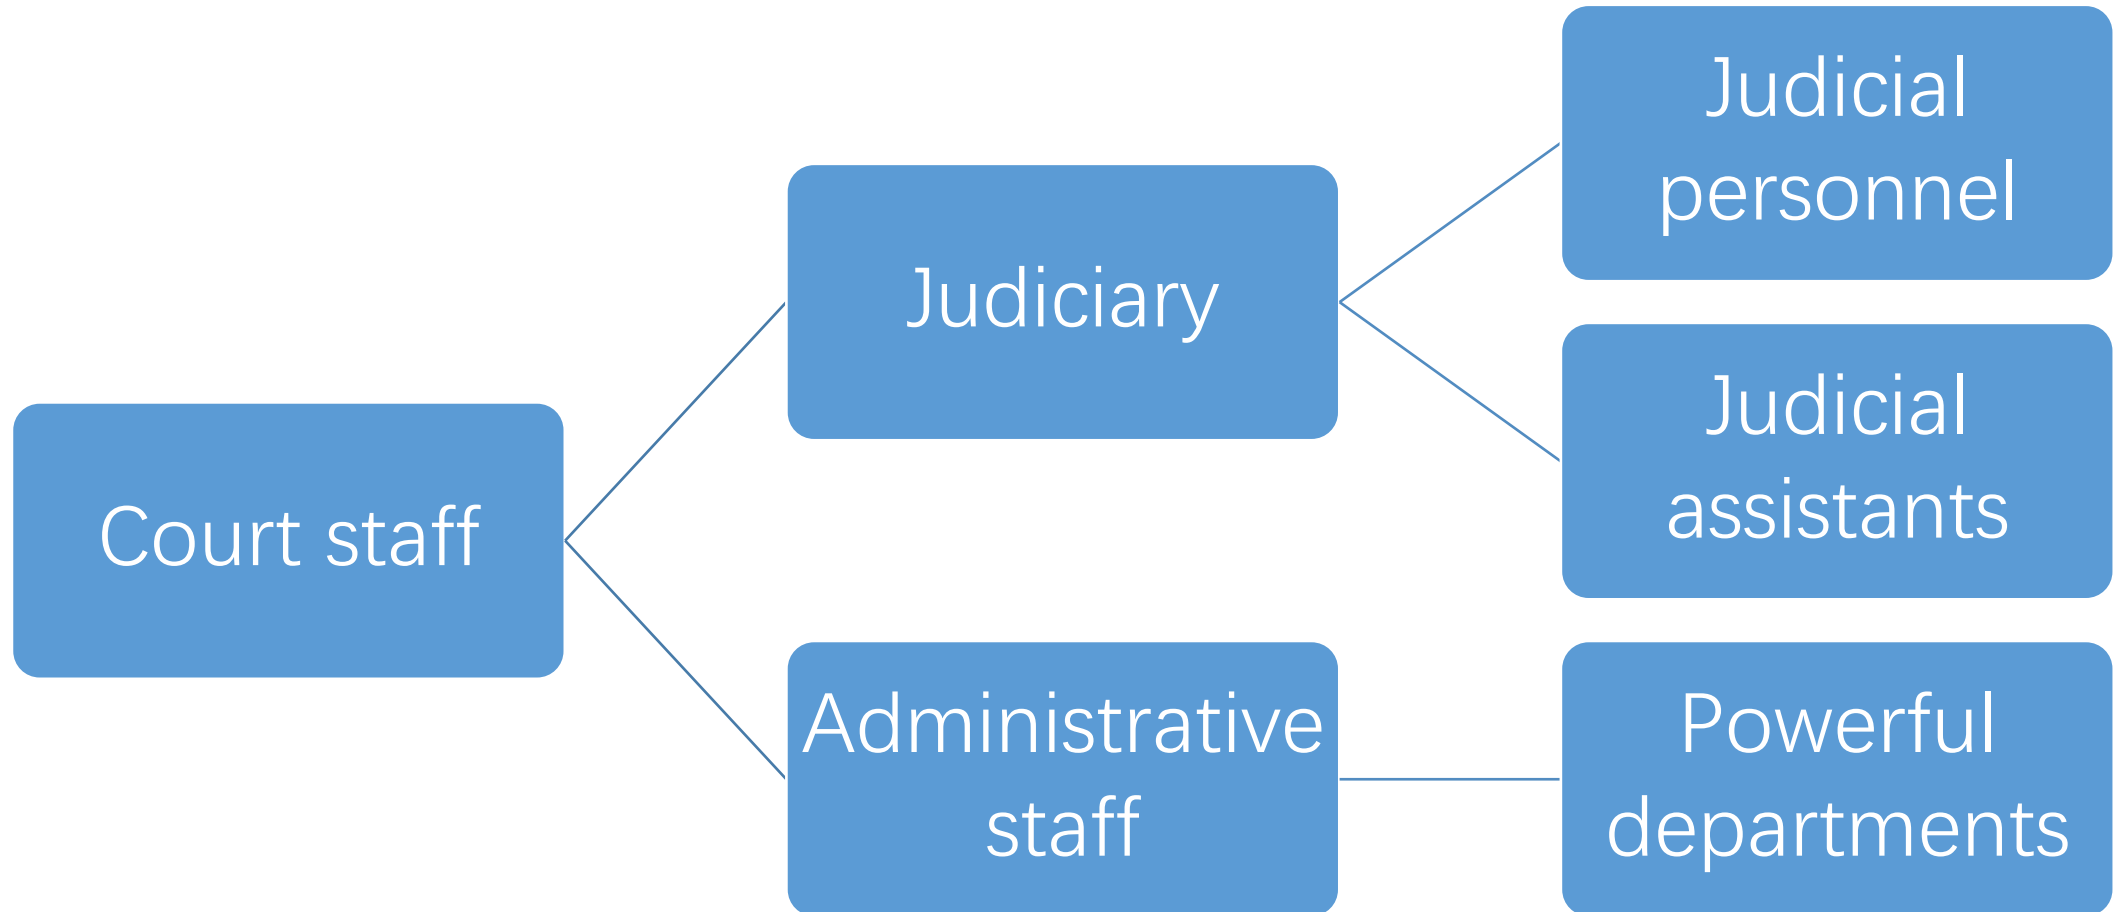 Court staff
Judiciary
Administrative
staff
Judicial
personnel
Judicial
assistants
Powerful
departments